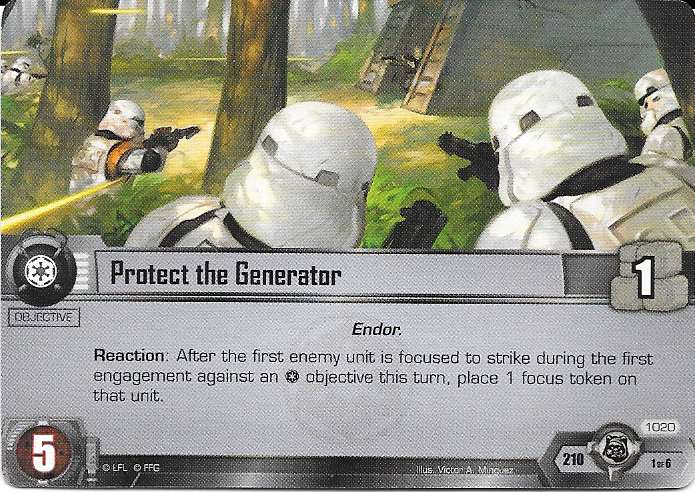 Protect the Generator
1
OBJECTIVE
Endor.
Reaction: After the first enemy unit is focused to strike during the first
engagement against an objective this turn, place 1 focus token on
that unit.
5
© LFL © FFG
Illus. Victor A. Minguez
210
1020
1 OF 6